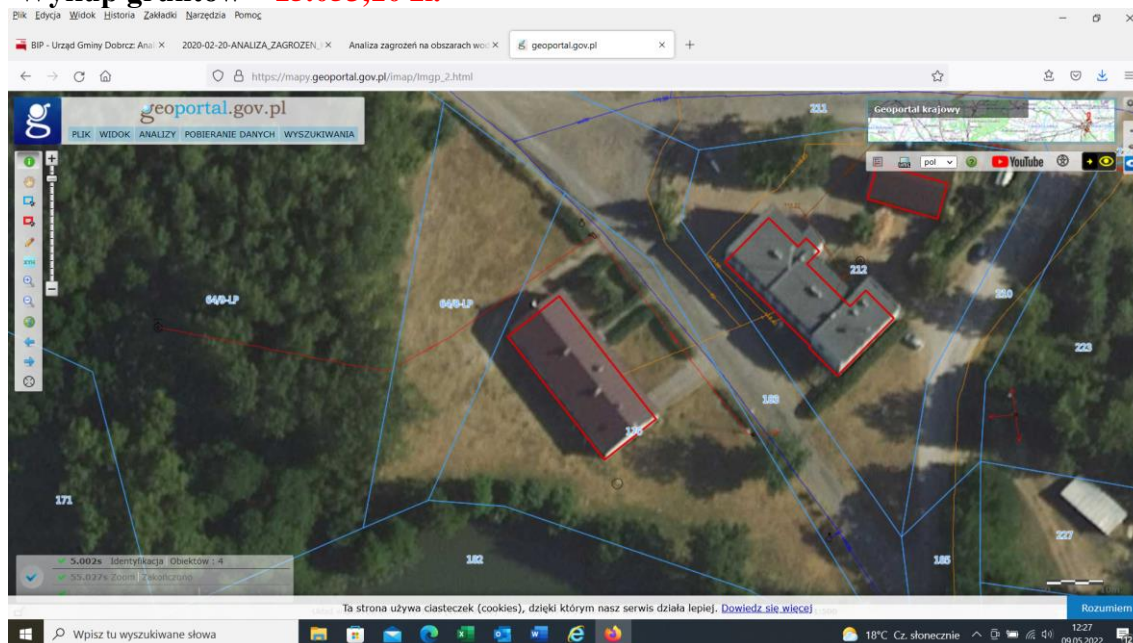 Plik Edycja Widok Historia Zakładki Narzędzia Pomoc
BIP - Urząd Gminy Dobrcz: Anal
2020-02-20-ANALIZA_ZAGROZEN_
Analiza zagrożeń na obszarach wod
geoportal.gov.pl
https://mapy.geoportal.gov.pl/imap/Imgp_2.html
geoportal.gov.pl
PLIK WIDOK ANALIZY POBIERANIE DANYCH WYSZUKIWANIA
Geoportal krajowy
pol
YouTube
211
212
64/9-LP
64/9-LP
210
223
183
171
182
227
185
5.002s Identyfikacja Obiektów : 4
55.027s Zoom Zakończono
Ta strona używa ciasteczek (cookies), dzięki którym nasz serwis działa lepiej. Dowiedz się więcej
Rozumiem
Wpisz tu wyszukiwane słowa
18°C Cz. słonecznie
12:27
09.05.2022